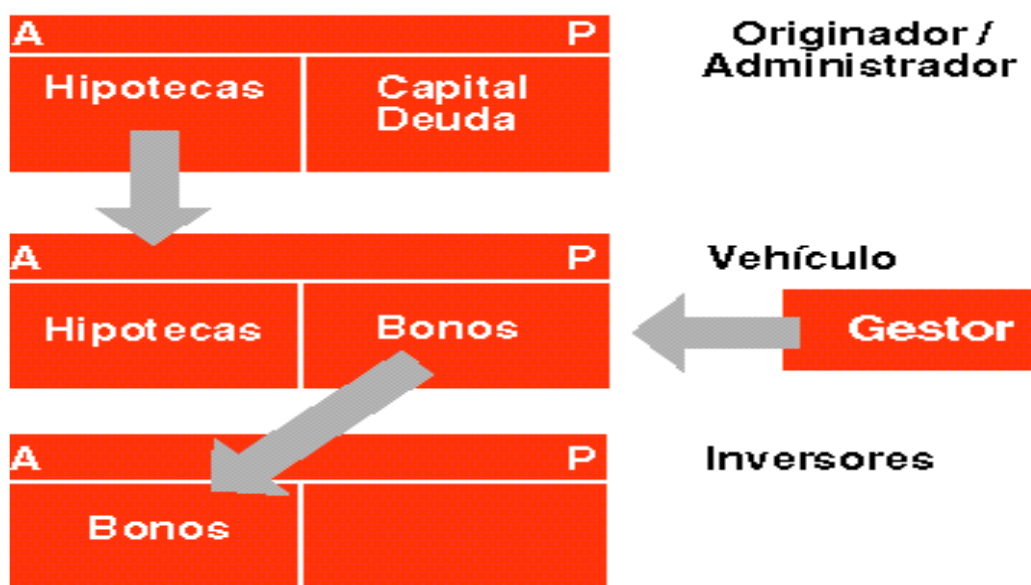 A P
Originador /
Administrador
Hipotecas
Capital
Deuda
A P
Vehículo
Hipotecas
Bonos
Gestor
A P
Inversores
Bonos